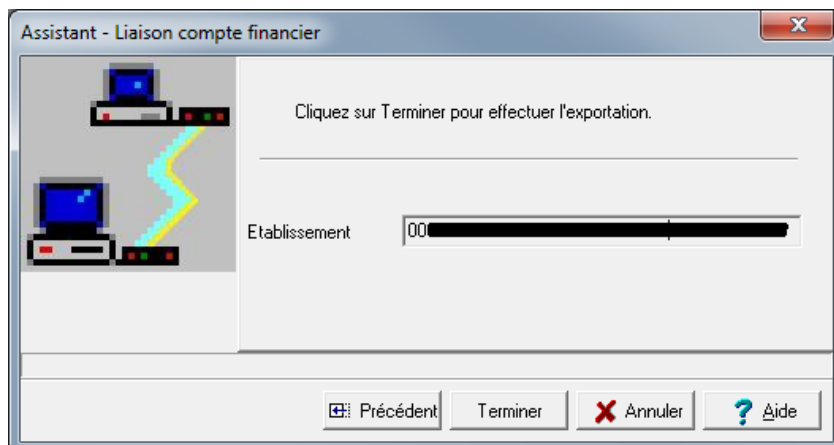 Assistant - Liaison compte financier
Cliquez sur Terminer pour effectuer l'exportation.
Etablissement 00
Précédent Terminer Annuler Aide